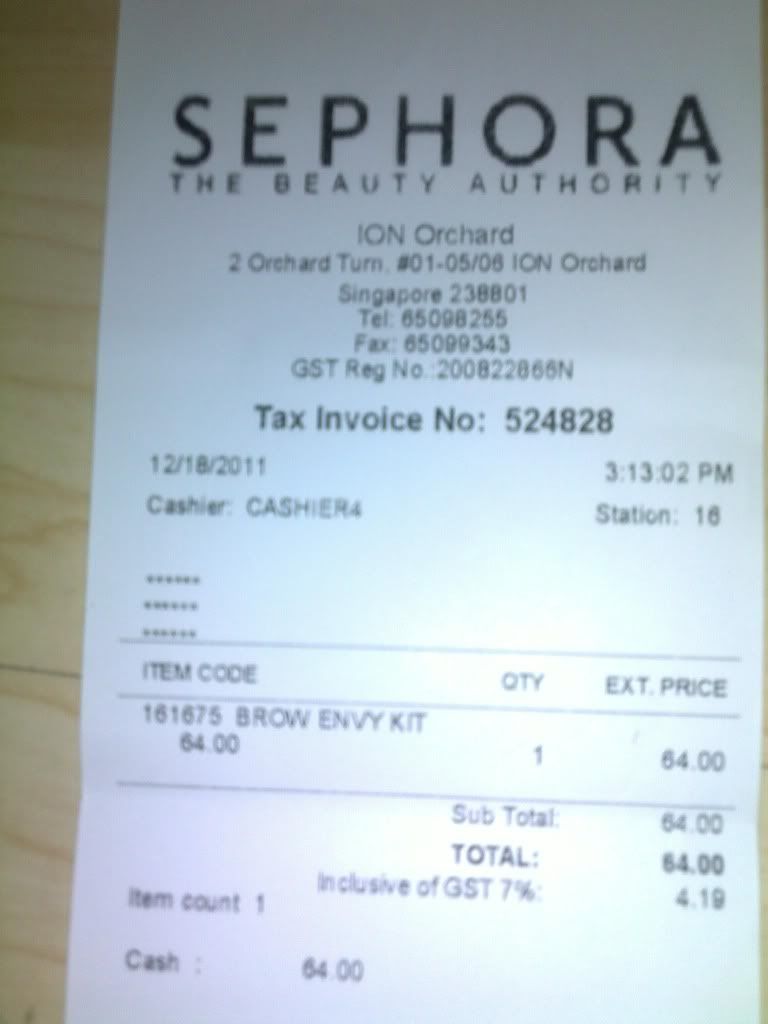 SEPHORA
THE BEAUTY AUTHORITY
ION Orchard
2 Orchard Turn, #01-05/06 ION Orchard
Singapore 238801
Tel: 65098255
Fax: 65099343
GST Reg No.:200822866N
Tax Invoice No: 524828
12/18/2011 3:13:02 PM
Cashier: CASHIER4 Station: 16
******
******
******
ITEM CODE QTY EXT. PRICE
161675 BROW ENVY KIT
64.00 1 64.00
Sub Total: 64.00
TOTAL: 64.00
Inclusive of GST 7%: 4.19
Item count 1
Cash : 64.00